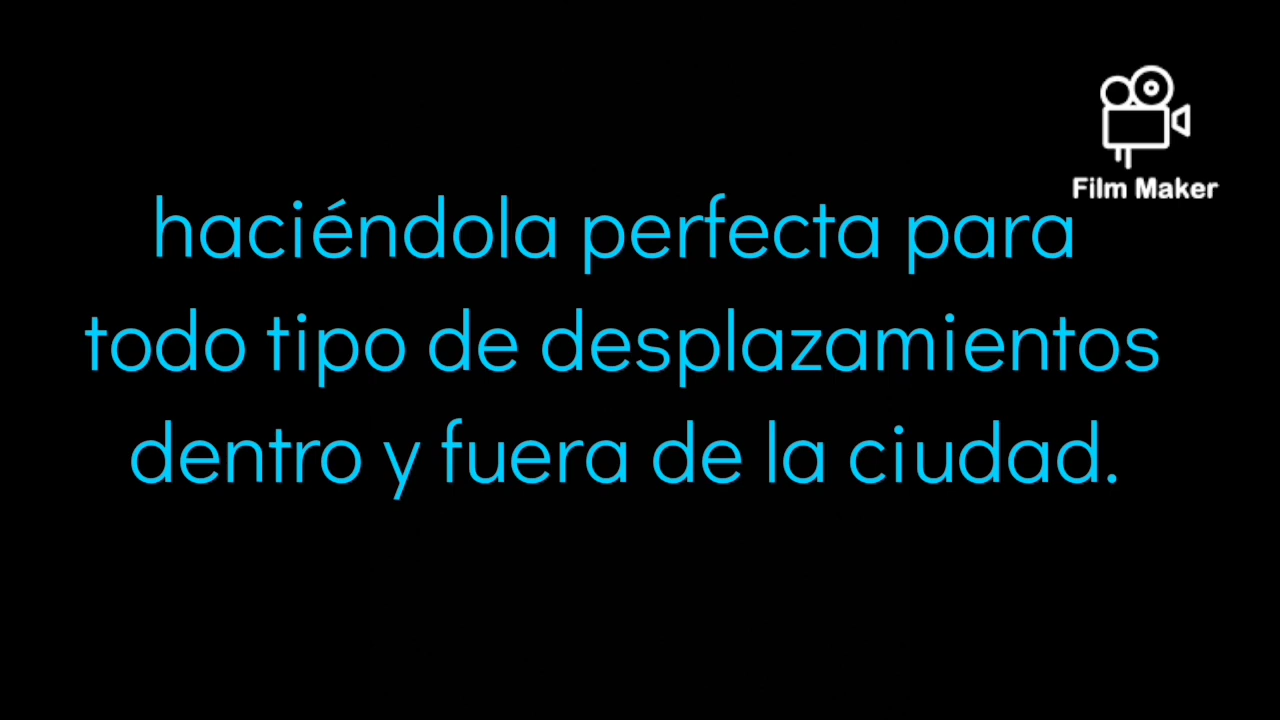 Film Maker
haciéndola perfecta para
todo tipo de desplazamientos
dentro y fuera de la ciudad.